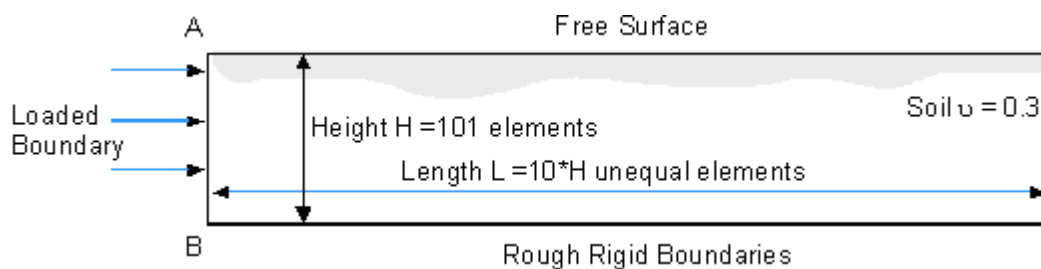 A
Free Surface
Loaded
Boundary
Height H =101 elements
Soil υ = 0.3
Length L =10*H unequal elements
B
Rough Rigid Boundaries